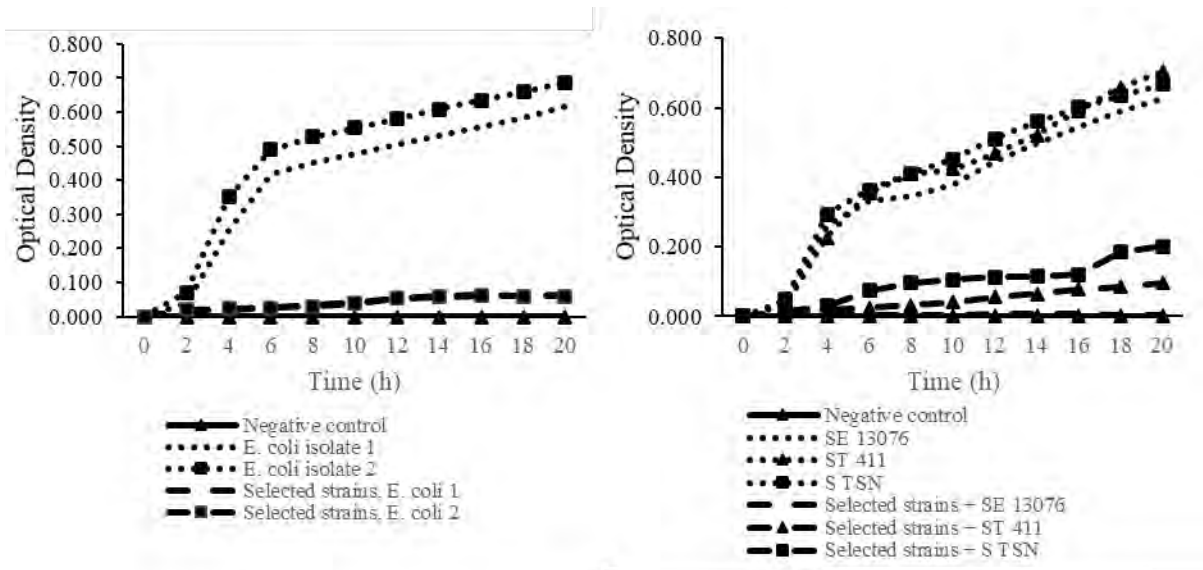 0.800
0.700
0.600
0.500
0.400
0.300
0.200
0.100
0.000
Optical Density
0 2 4 6 8 10 12 14 16 18 20
Time (h)
Negative control
E. coli isolate 1
E. coli isolate 2
Selected strains, E. coli 1
Selected strains, E. coli 2
0.800
0.600
0.400
0.200
0.000
Optical Density
0 2 4 6 8 10 12 14 16 18 20
Time (h)
Negative control
SE 13076
ST 411
S TSN
Selected strains + SE 13076
Selected strains + ST 411
Selected strains + S TSN